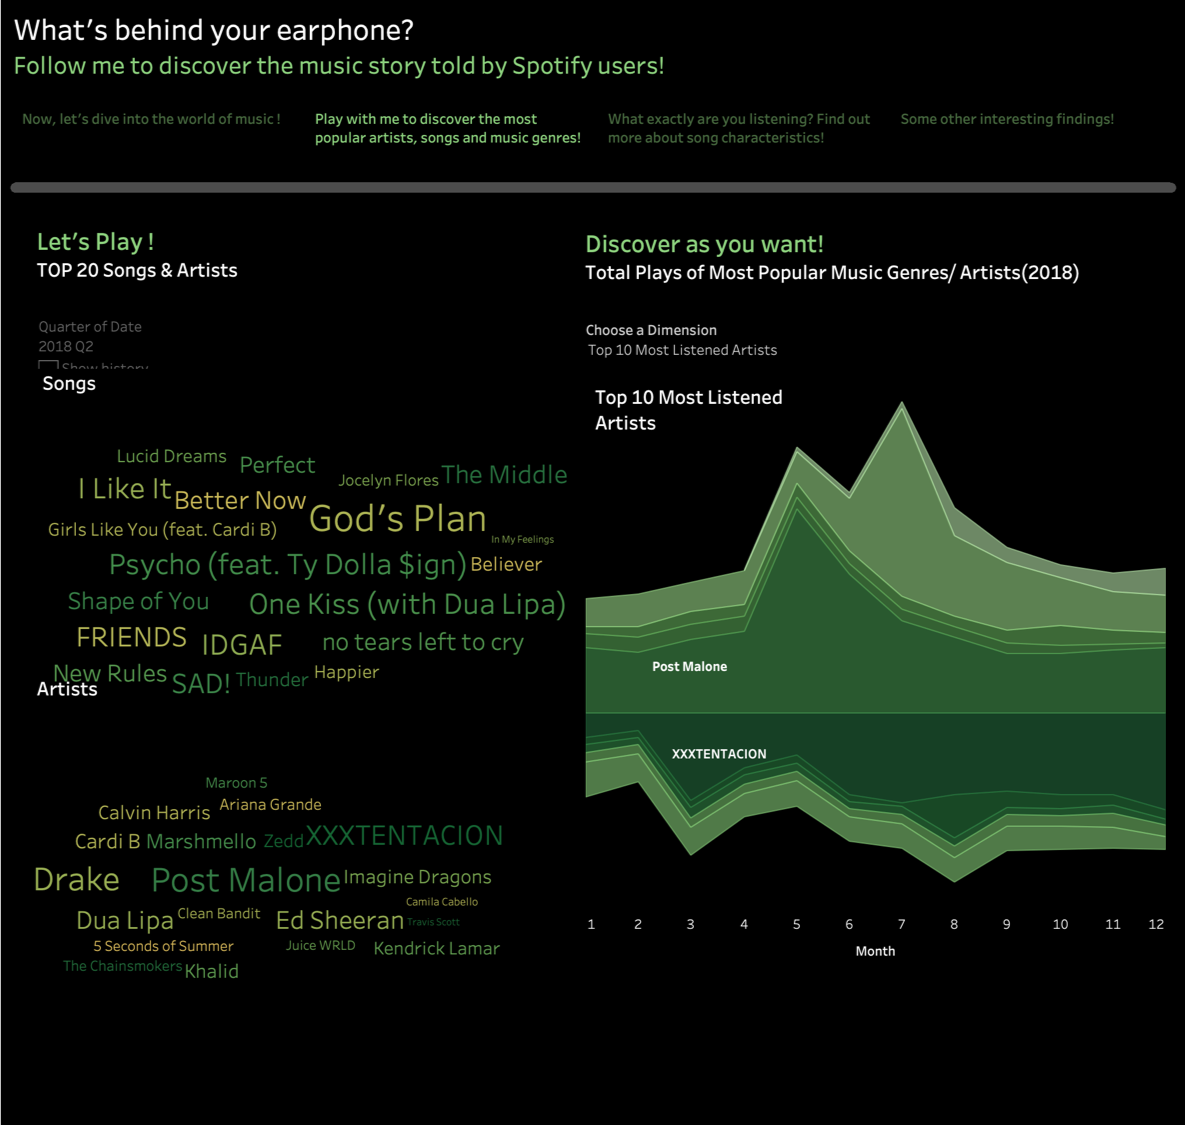 What's behind your earphone?
Follow me to discover the music story told by Spotify users!
Now, let's dive into the world of music !
Play with me to discover the most
popular artists, songs and music genres!
What exactly are you listening? Find out
more about song characteristics!
Some other interesting findings!
Let's Play !
TOP 20 Songs & Artists
Quarter of Date
2018 Q2
Show history
Songs
Lucid Dreams
Perfect
Jocelyn Flores
The Middle
I Like It
Better Now
God's Plan
Girls Like You (feat. Cardi B)
In My Feelings
Psycho (feat. Ty Dolla $ign)
Believer
Shape of You
One Kiss (with Dua Lipa)
FRIENDS
IDGAF
no tears left to cry
New Rules
SAD!
Thunder
Happier
Artists
Maroon 5
Calvin Harris
Ariana Grande
Cardi B
Marshmello
Zedd
XXXTENTACION
Drake
Post Malone
Imagine Dragons
Camila Cabello
Dua Lipa
Clean Bandit
Ed Sheeran
Travis Scott
5 Seconds of Summer
Juice WRLD
Kendrick Lamar
The Chainsmokers
Khalid
Discover as you want!
Total Plays of Most Popular Music Genres/ Artists(2018)
Choose a Dimension
Top 10 Most Listened Artists
Top 10 Most Listened
Artists
Post Malone
XXXTENTACION
1 2 3 4 5 6 7 8 9 10 11 12
Month